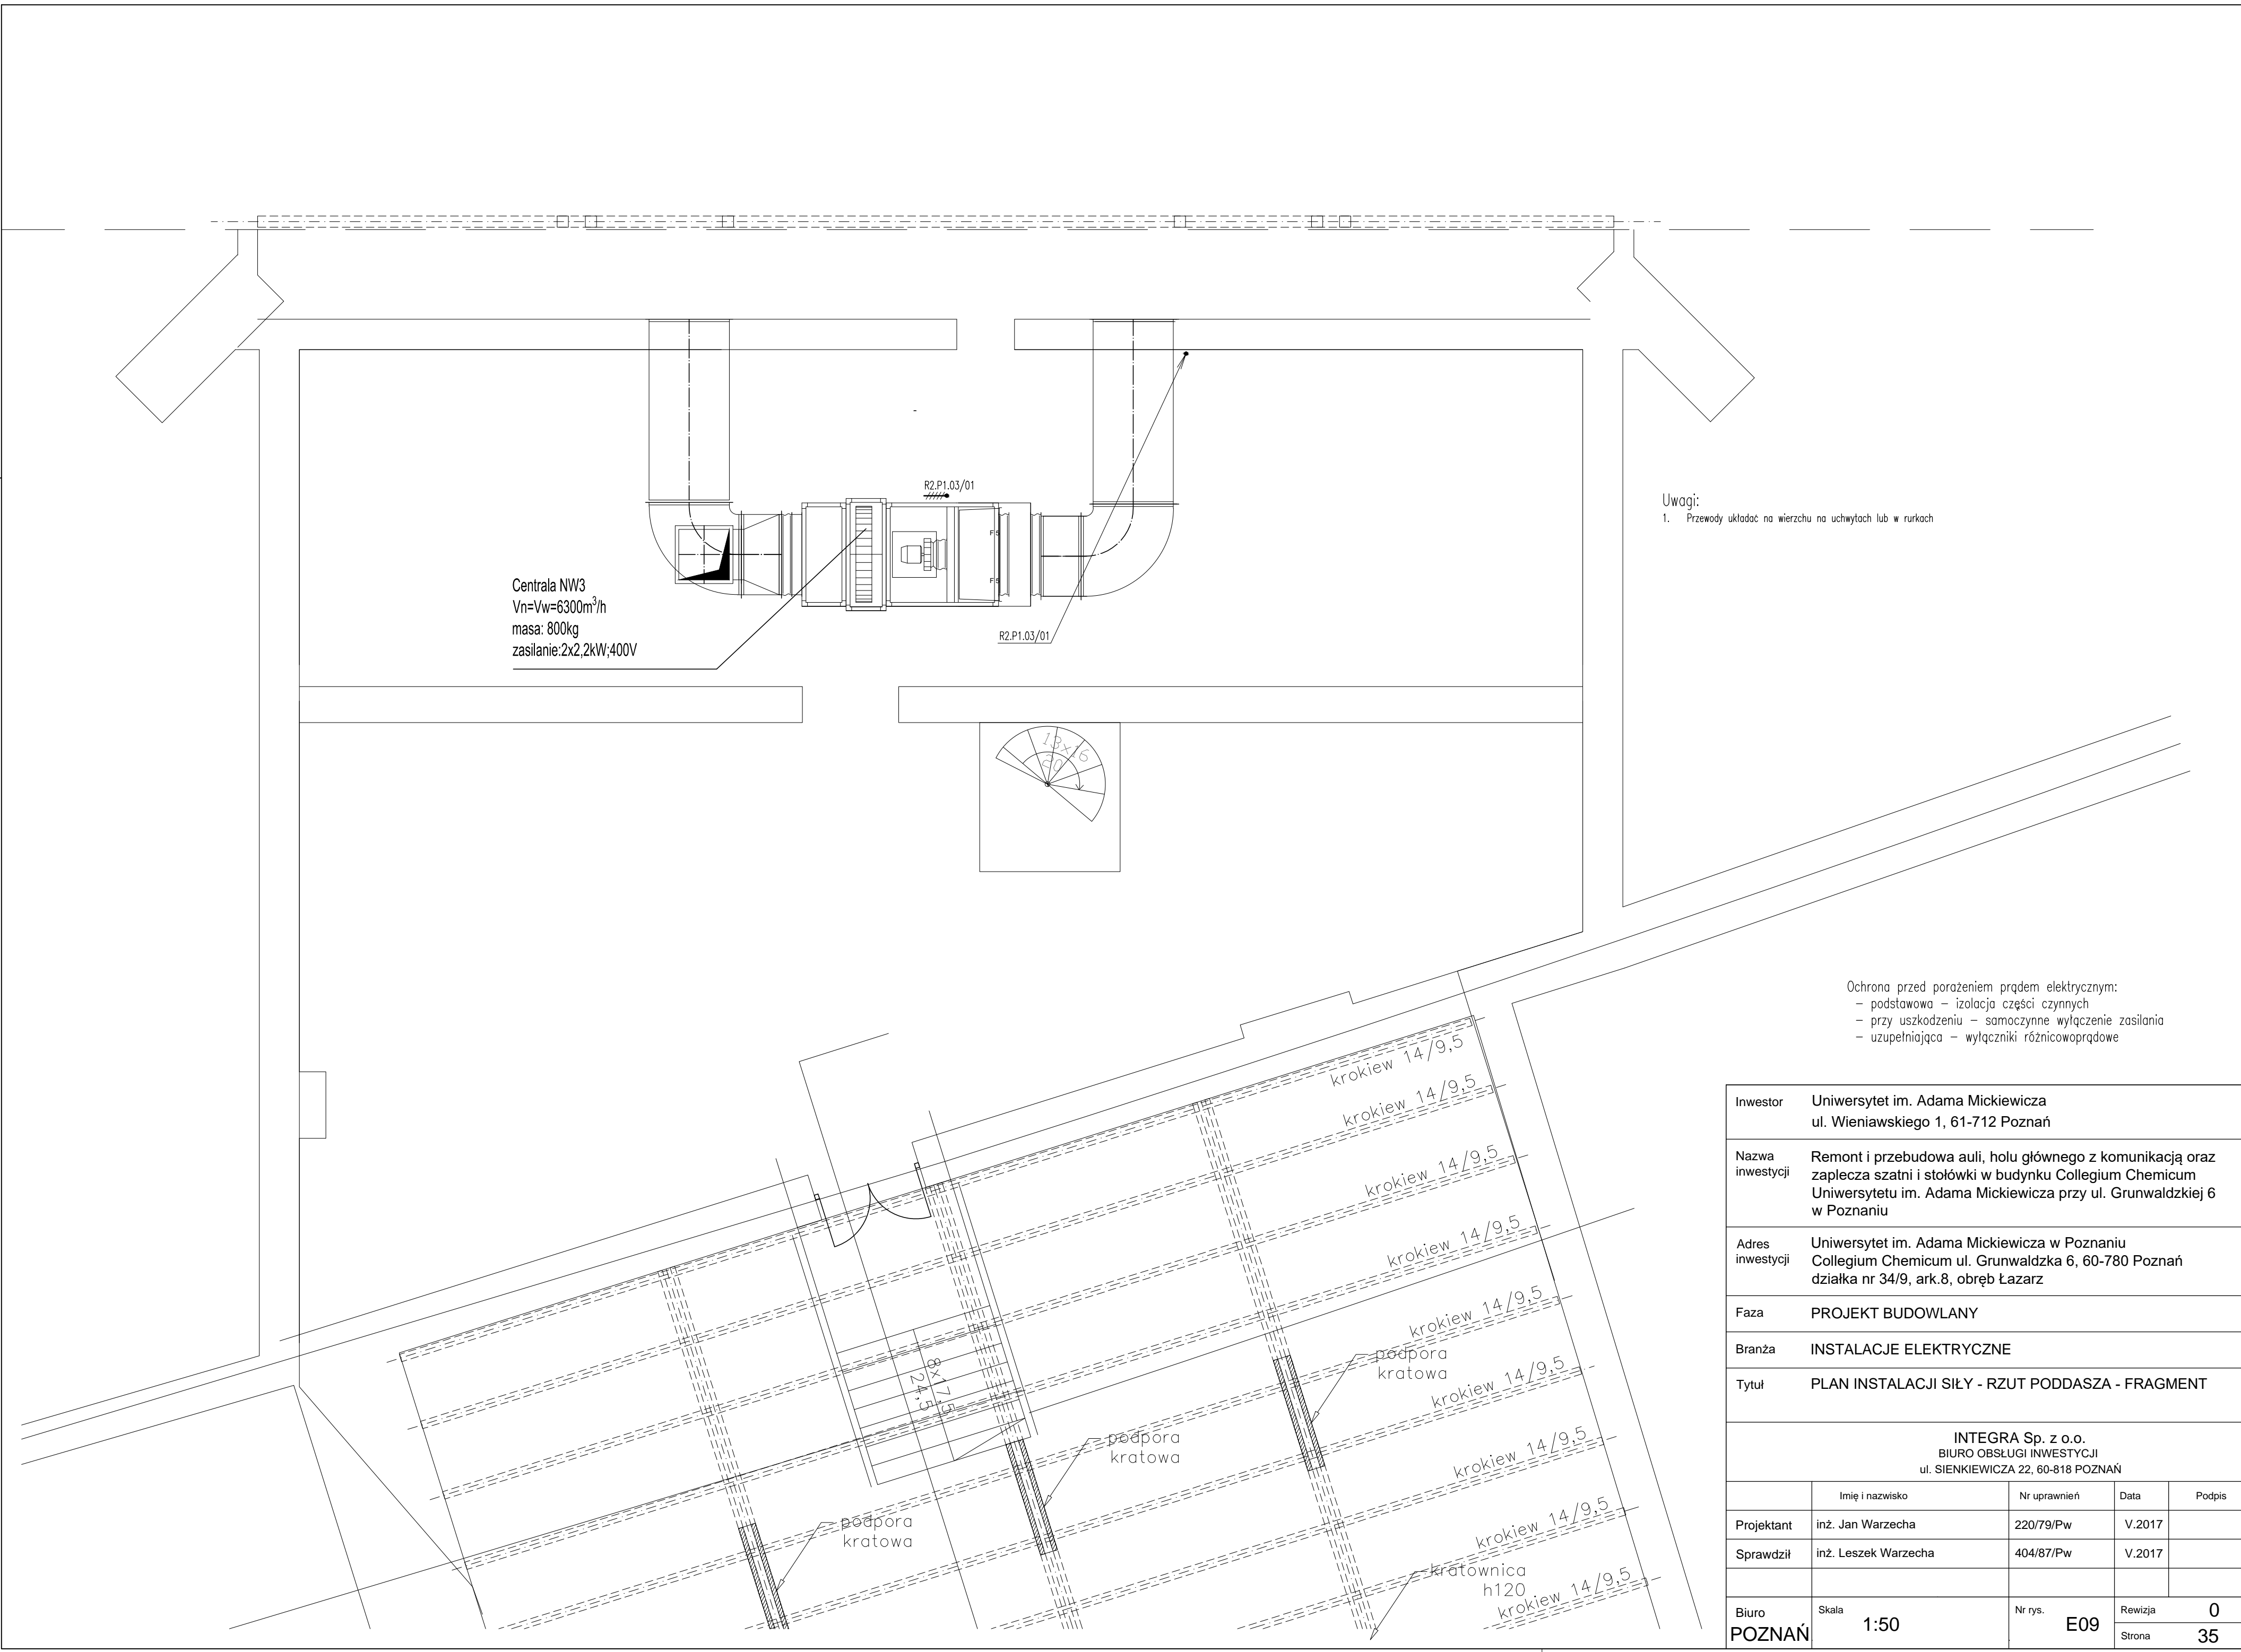 R2.P1.03/01
F 5
F 5
Centrala NW3
Vn=Vw=6300m³/h
masa: 800kg
zasilanie:2x2,2kW;400V
R2.P1.03/01
Uwagi:
1. Przewody układać na wierzchu na uchwytach lub w rurkach
13x16
20
Ochrona przed porażeniem prądem elektrycznym:
– podstawowa – izolacja części czynnych
– przy uszkodzeniu – samoczynne wyłączenie zasilania
– uzupełniająca – wyłączniki różnicowoprądowe
krokiew 14/9,5
krokiew 14/9,5
krokiew 14/9,5
krokiew 14/9,5
krokiew 14/9,5
krokiew 14/9,5
krokiew 14/9,5
krokiew 14/9,5
krokiew 14/9,5
8x17,5
24,5
podpora
kratowa
podpora
kratowa
podpora
kratowa
kratownica
h120
Inwestor
Uniwersytet im. Adama Mickiewicza
ul. Wieniawskiego 1, 61-712 Poznań
Nazwa
inwestycji
Remont i przebudowa auli, holu głównego z komunikacją oraz
zaplecza szatni i stołówki w budynku Collegium Chemicum
Uniwersytetu im. Adama Mickiewicza przy ul. Grunwaldzkiej 6
w Poznaniu
Adres
inwestycji
Uniwersytet im. Adama Mickiewicza w Poznaniu
Collegium Chemicum ul. Grunwaldzka 6, 60-780 Poznań
działka nr 34/9, ark.8, obręb Łazarz
Faza PROJEKT BUDOWLANY
Branża INSTALACJE ELEKTRYCZNE
Tytuł PLAN INSTALACJI SIŁY - RZUT PODDASZA - FRAGMENT
INTEGRA Sp. z o.o.
BIURO OBSŁUGI INWESTYCJI
ul. SIENKIEWICZA 22, 60-818 POZNAŃ
Imię i nazwisko Nr uprawnień Data Podpis
Projektant inż. Jan Warzecha 220/79/Pw V.2017
Sprawdził inż. Leszek Warzecha 404/87/Pw V.2017
Biuro
POZNAŃ
Skala 1:50
Nr rys. E09
Rewizja 0
Strona 35